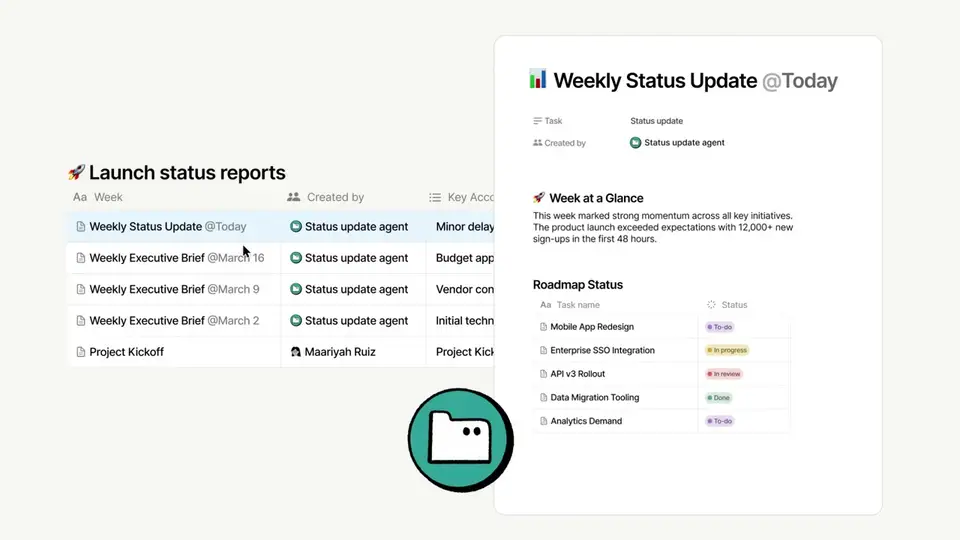 Launch status reports
Aa Week Created by Key Acco
Weekly Status Update @Today Status update agent Minor delay
Weekly Executive Brief @March 16 Status update agent Budget app
Weekly Executive Brief @March 9 Status update agent Vendor con
Weekly Executive Brief @March 2 Status update agent Initial techn
Project Kickoff Maariyah Ruiz Project Kick
Weekly Status Update @Today
Task Status update
Created by Status update agent
Week at a Glance
This week marked strong momentum across all key initiatives.
The product launch exceeded expectations with 12,000+ new
sign-ups in the first 48 hours.
Roadmap Status
Aa Task name Status
Mobile App Redesign To-do
Enterprise SSO Integration In progress
API v3 Rollout In review
Data Migration Tooling Done
Analytics Demand To-do